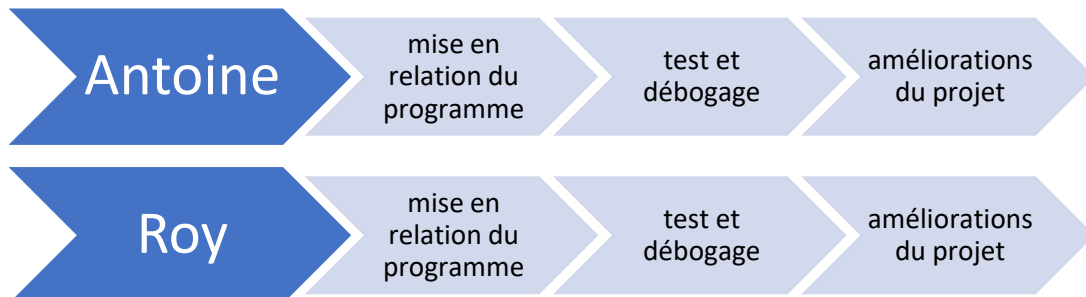 Antoine
mise en
relation du
programme
test et
débogage
améliorations
du projet
Roy
mise en
relation du
programme
test et
débogage
améliorations
du projet